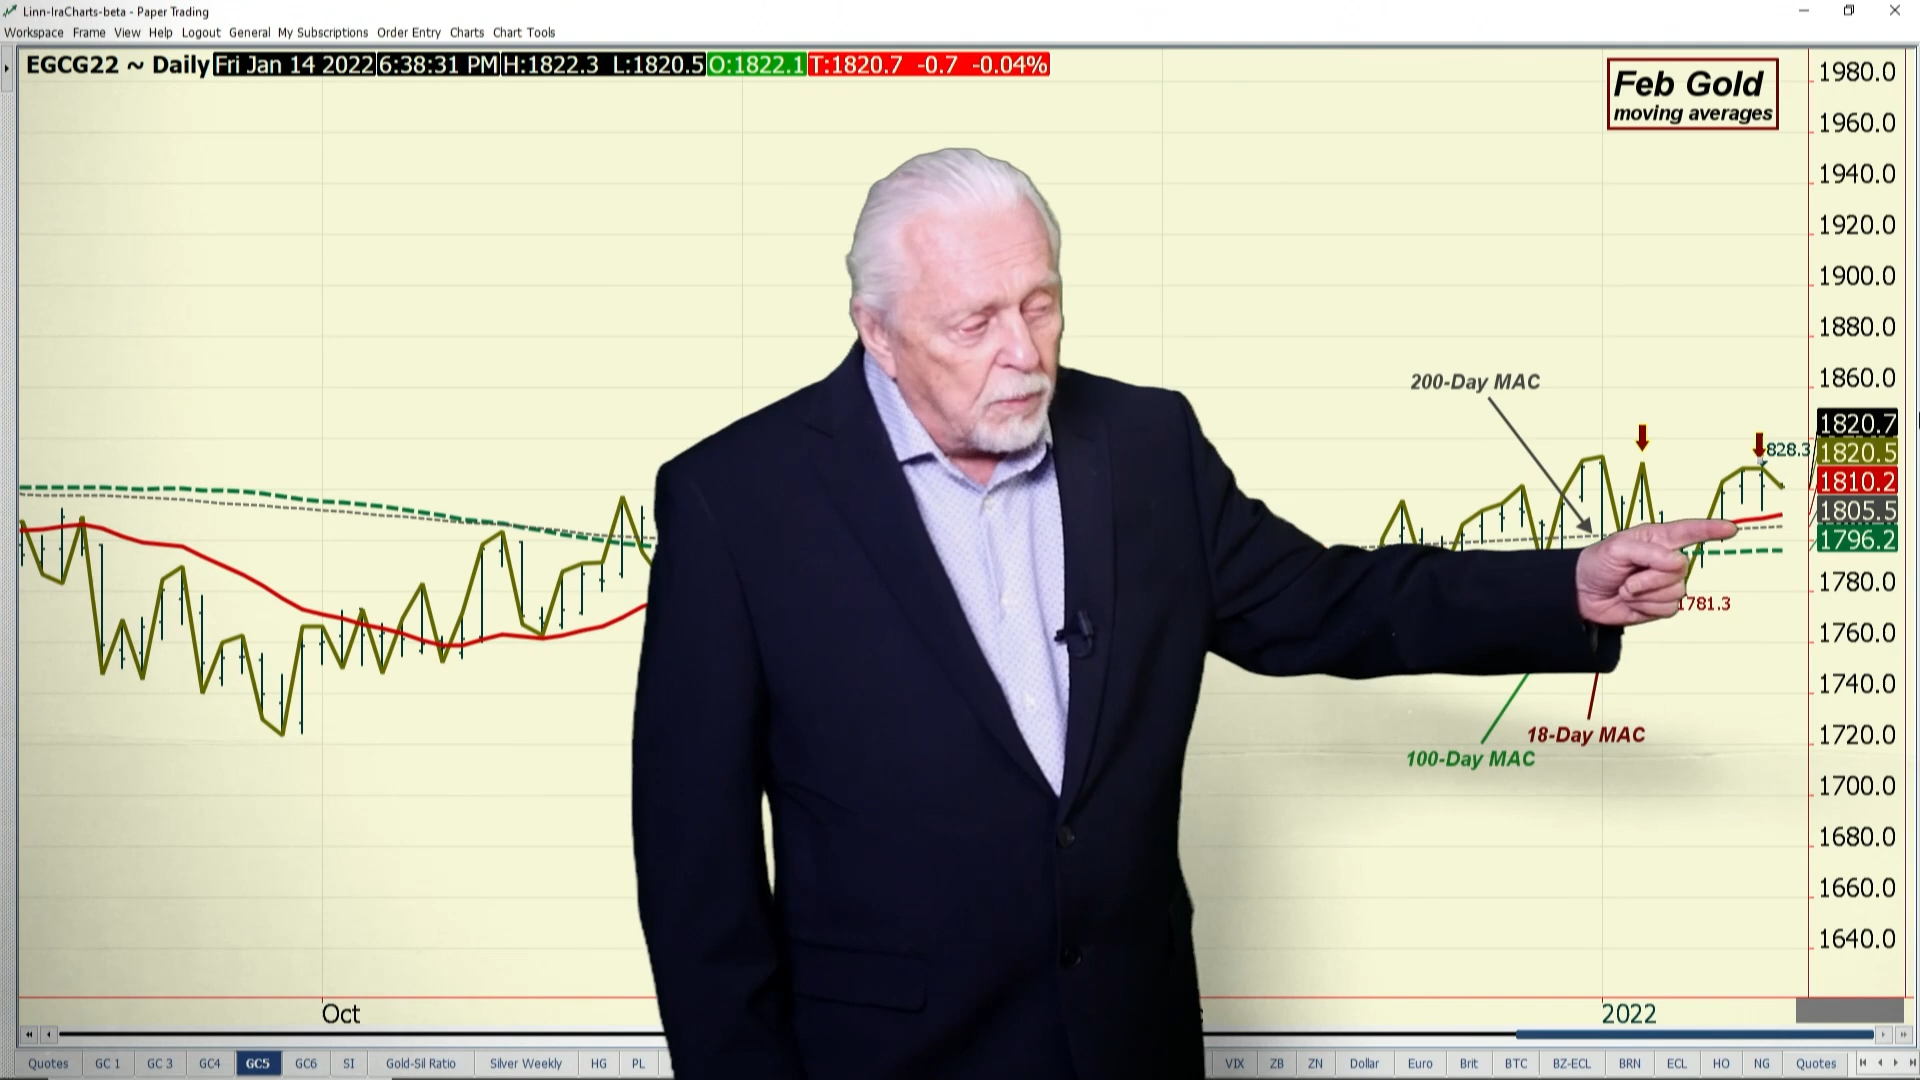 Linn-IraCharts-beta - Paper Trading
Workspace Frame View Help Logout General My Subscriptions Order Entry Charts Chart Tools
EGCG22 ~ Daily Fri Jan 14 2022 6:38:31 PM H:1822.3 L:1820.5 O:1822.1 T:1820.7 -0.7 -0.04%
Feb Gold
moving averages
1980.0
1960.0
1940.0
1920.0
1900.0
1880.0
1860.0
200-Day MAC
1820.7
828.3
1820.5
1810.2
1805.5
1796.2
1780.0
1781.3
1760.0
1740.0
1720.0
18-Day MAC
100-Day MAC
1700.0
1680.0
1660.0
1640.0
Oct
2022
Quotes GC 1 GC 3 GC4 GC5 GC6 SI Gold-Sil Ratio Silver Weekly HG PL VIX ZB ZN Dollar Euro Brit BTC BZ-ECL BRN ECL HO NG Quotes